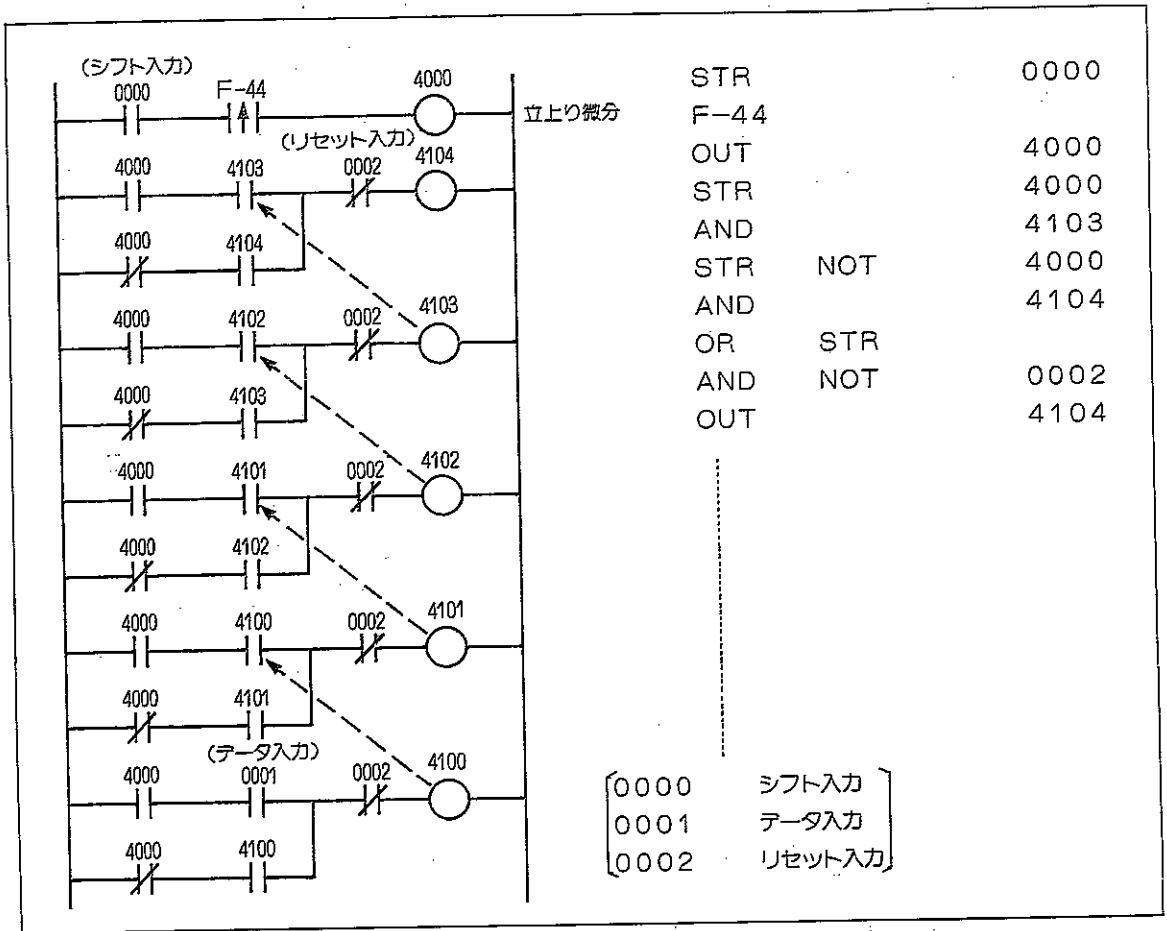 (シフト入力)
0000 F-44 4000
立上り微分
(リセット入力)
4000 4103 0002 4104
4000 4104
4000 4102 0002 4103
4000 4103
4000 4101 0002 4102
4000 4102
4000 4100 0002 4101
4000 4101
(データ入力)
4000 0001 0002 4100
4000 4100
STR 0000
F-44
OUT 4000
STR 4000
AND 4103
STR NOT 4000
AND 4104
OR STR
AND NOT 0002
OUT 4104
0000 シフト入力
0001 データ入力
0002 リセット入力